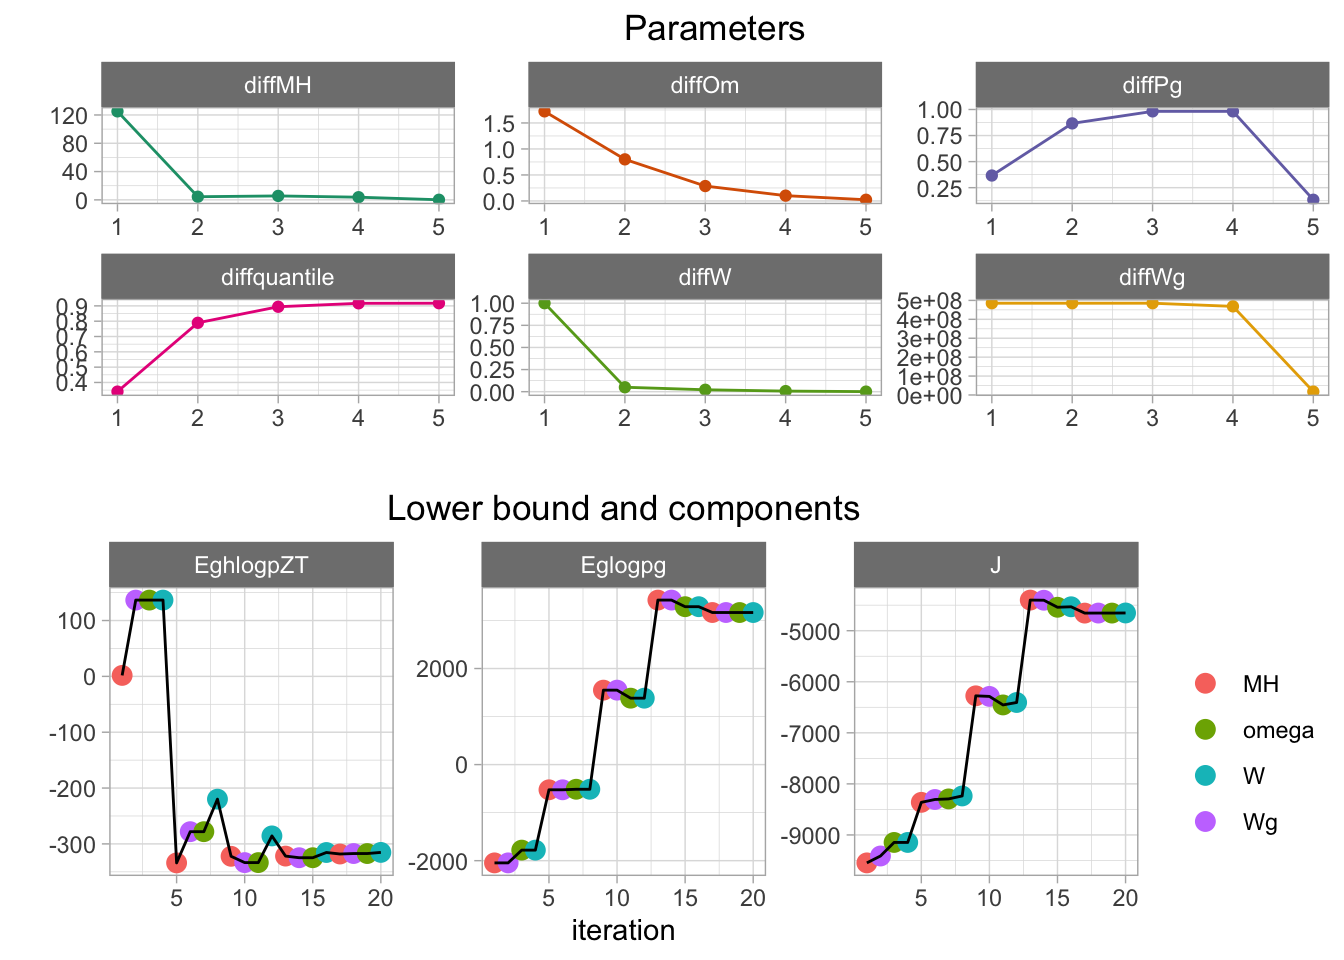 Parameters
diffMH diffOm diffPg
120 80 40 0
1 2 3 4 5
1.5 1.0 0.5 0.0
1 2 3 4 5
1.00 0.75 0.50 0.25
1 2 3 4 5
diffquantile diffW diffWg
0.9 0.8 0.7 0.6 0.5 0.4
1 2 3 4 5
1.00 0.75 0.50 0.25 0.00
1 2 3 4 5
5e+08 4e+08 3e+08 2e+08 1e+08 0e+00
1 2 3 4 5
Lower bound and components
EghlogpZT Eglogpg J
100 0 -100 -200 -300
5 10 15 20
2000 0 -2000
5 10 15 20
-5000 -6000 -7000 -8000 -9000
5 10 15 20
iteration
MH
omega
W
Wg